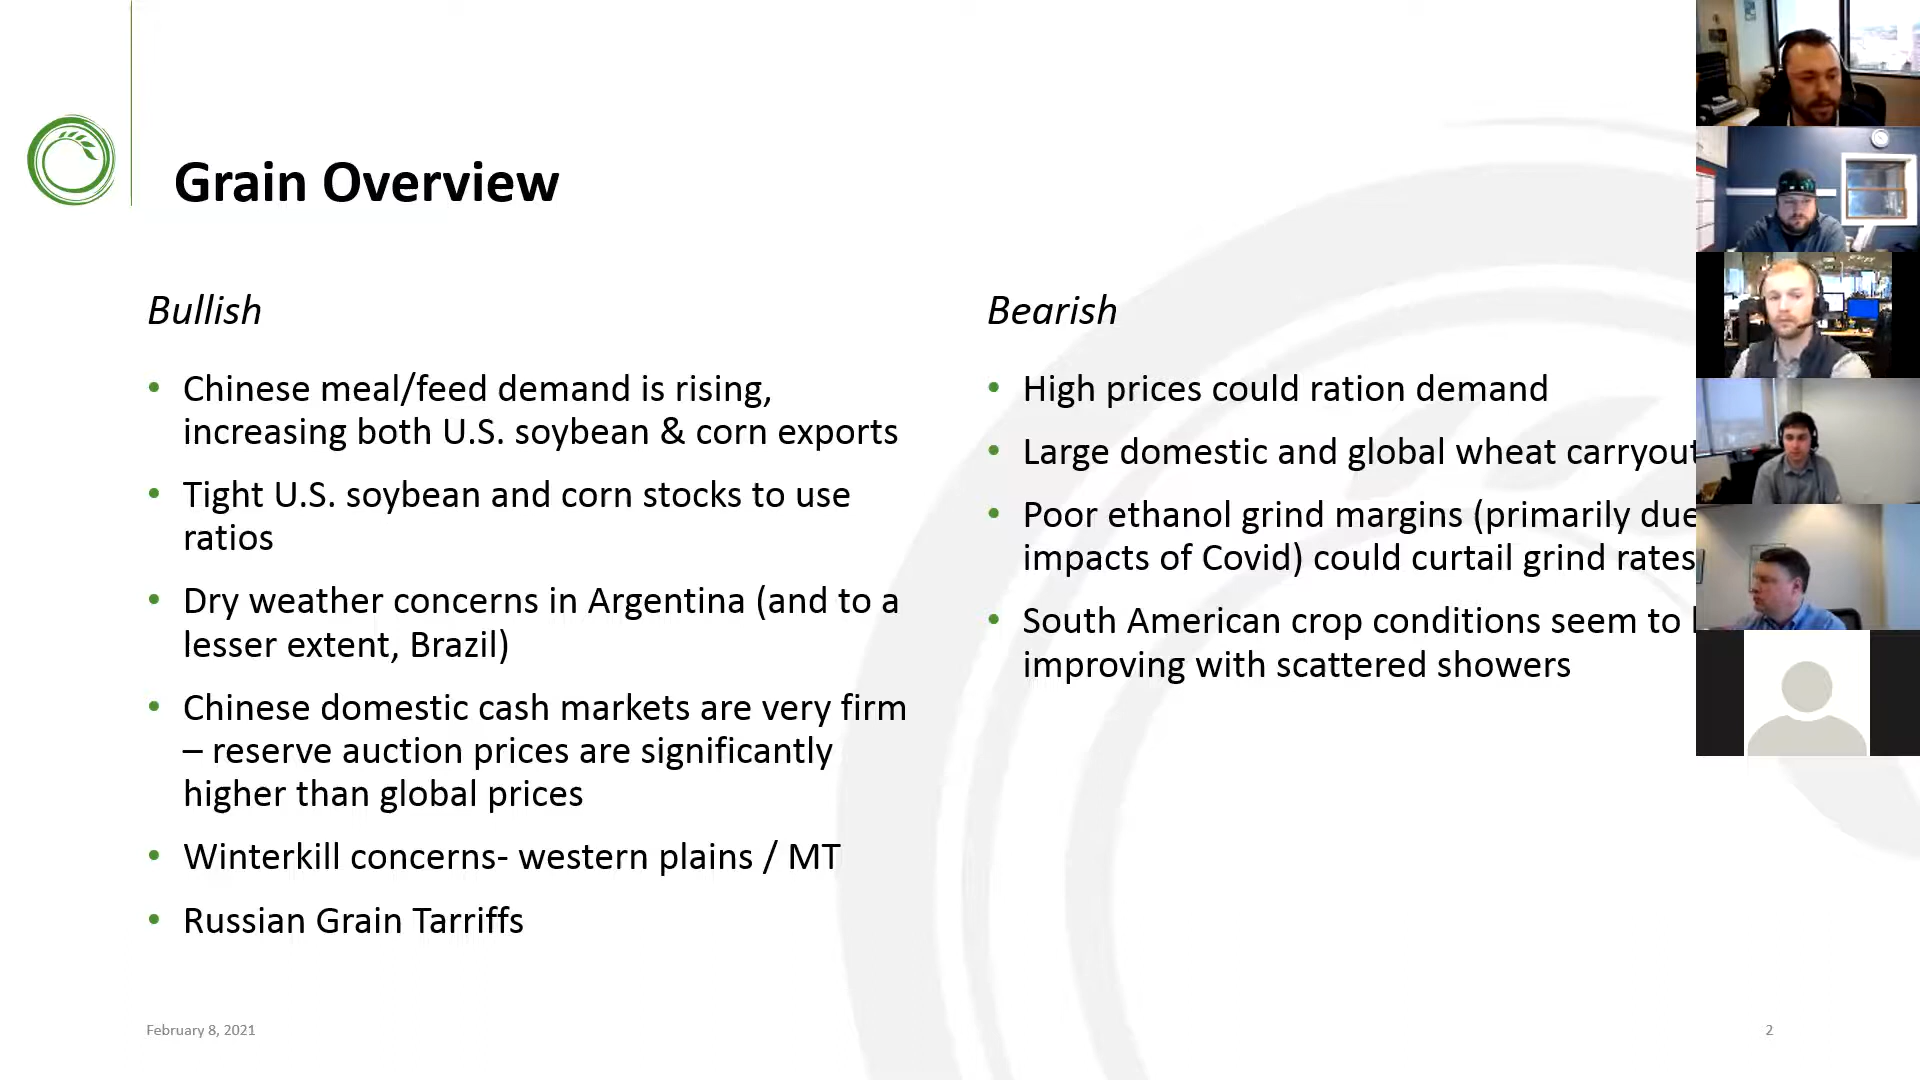 Grain Overview
Bullish
• Chinese meal/feed demand is rising,
increasing both U.S. soybean & corn exports
• Tight U.S. soybean and corn stocks to use
ratios
• Dry weather concerns in Argentina (and to a
lesser extent, Brazil)
• Chinese domestic cash markets are very firm
– reserve auction prices are significantly
higher than global prices
• Winterkill concerns- western plains / MT
• Russian Grain Tarriffs
Bearish
• High prices could ration demand
• Large domestic and global wheat carryout
• Poor ethanol grind margins (primarily due
impacts of Covid) could curtail grind rates
• South American crop conditions seem to
improving with scattered showers
February 8, 2021
2